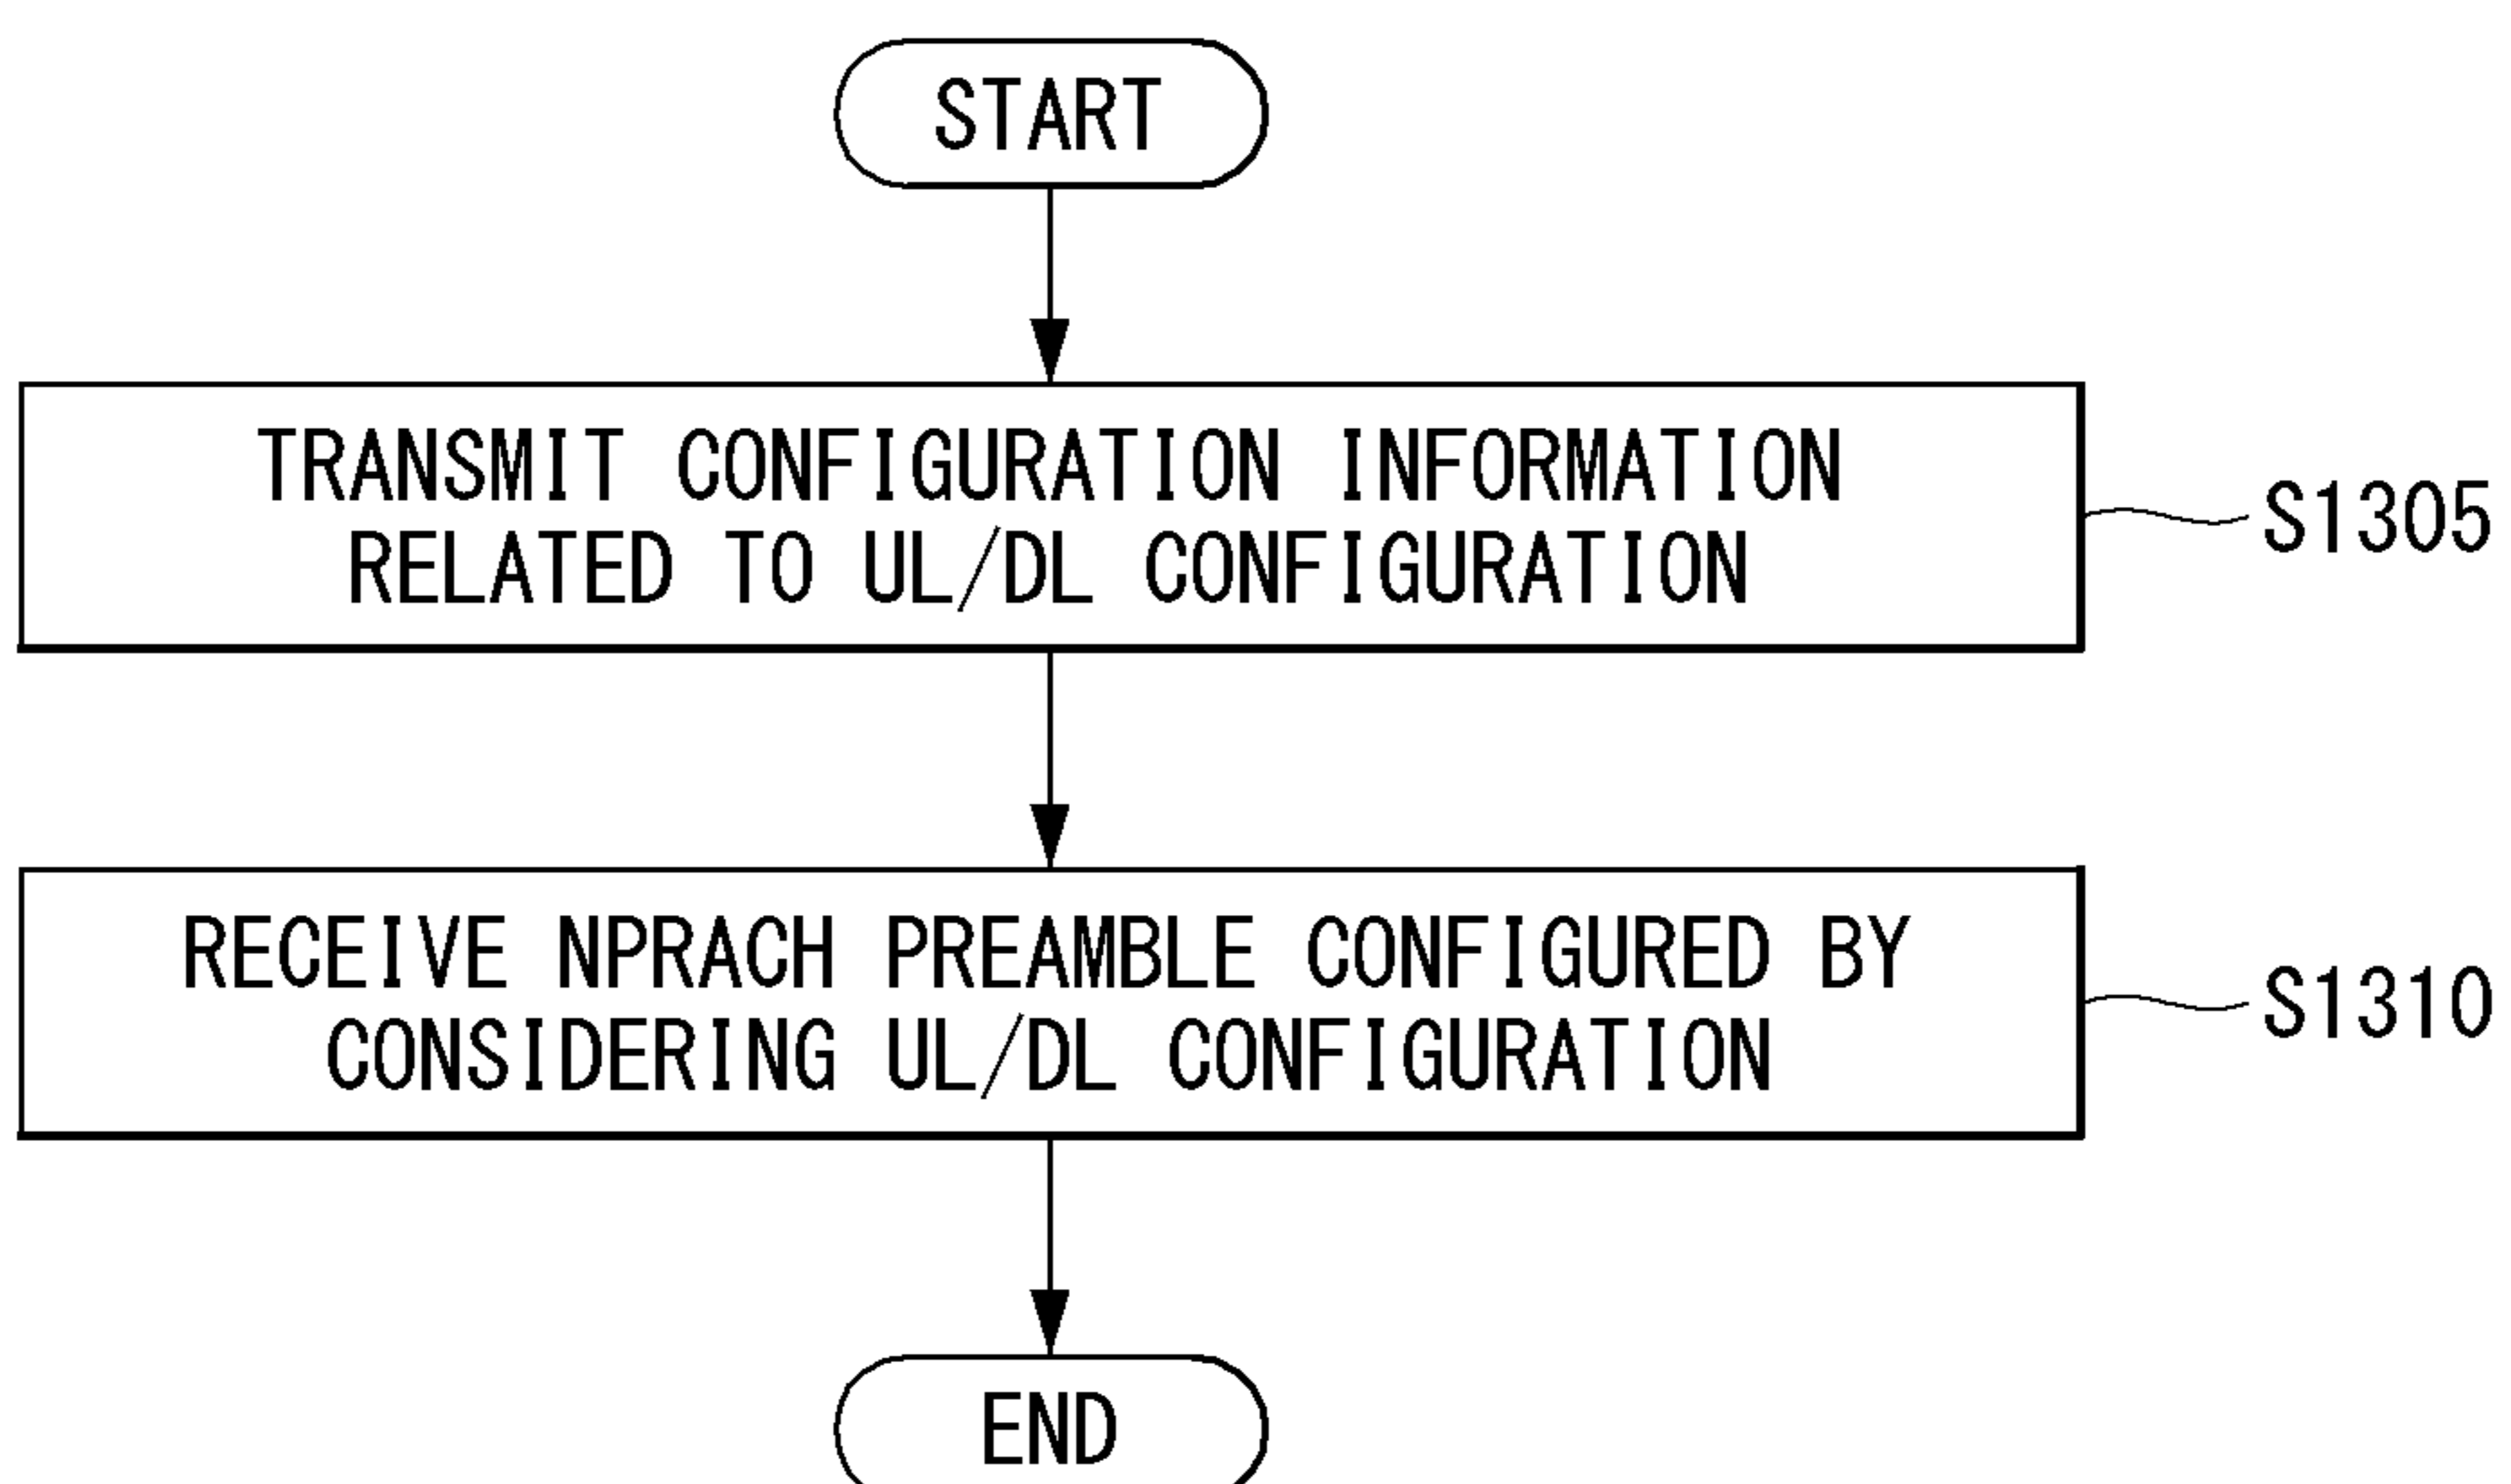 START
TRANSMIT CONFIGURATION INFORMATION
RELATED TO UL/DL CONFIGURATION
S1305
RECEIVE NPRACH PREAMBLE CONFIGURED BY
CONSIDERING UL/DL CONFIGURATION
S1310
END